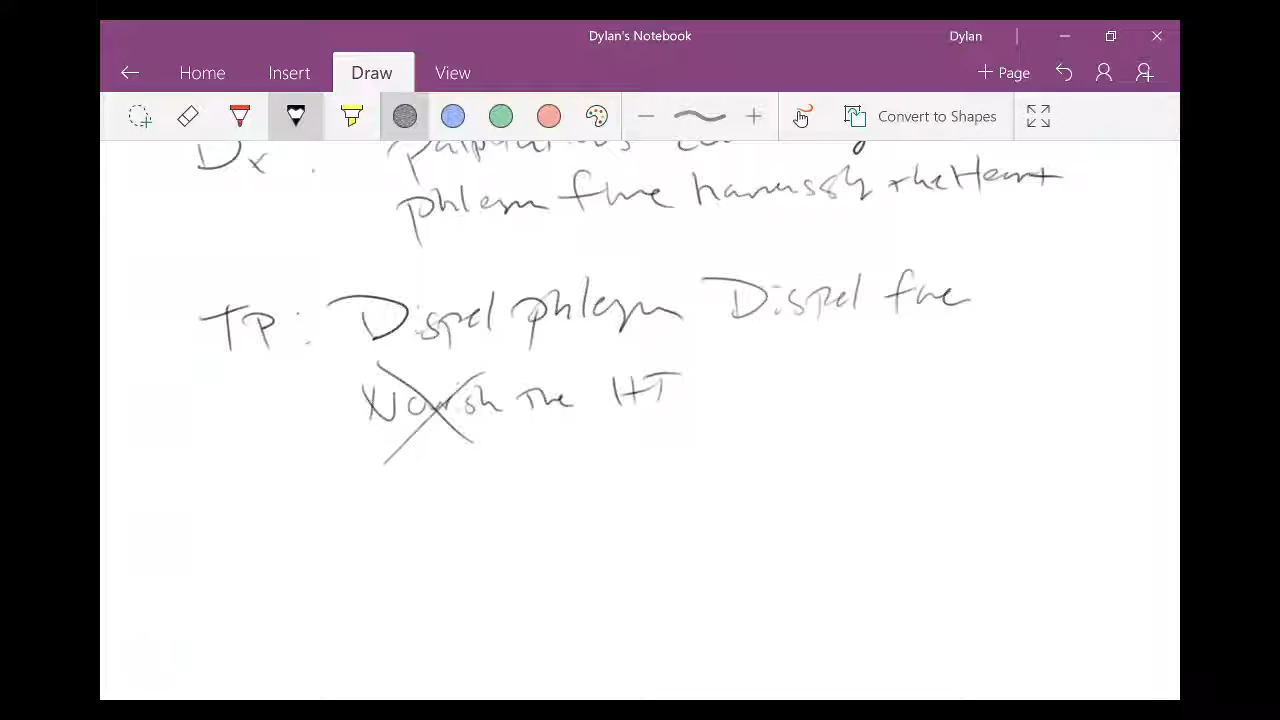 Dylan's Notebook
Dylan
Home
Insert
Draw
View
Page
Convert to Shapes
Dx:
phlegm fire harassing the Heart
TP: Dispel phlegm Dispel fire
Nourish the HT